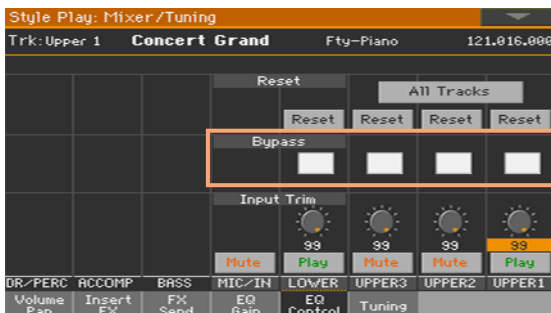 Style Play: Mixer/Tuning
Trk: Upper 1 Concert Grand Fty-Piano 121.016.000
Reset
All Tracks
Reset Reset Reset Reset
Bypass
Input Trim
99 99 99 99
Mute Play Mute Mute Play
DR/PERC ACCOMP BASS MIC/IN LOWER UPPER3 UPPER2 UPPER1
Volume Insert FX EQ EQ Tuning
Pan FX Send Gain Control